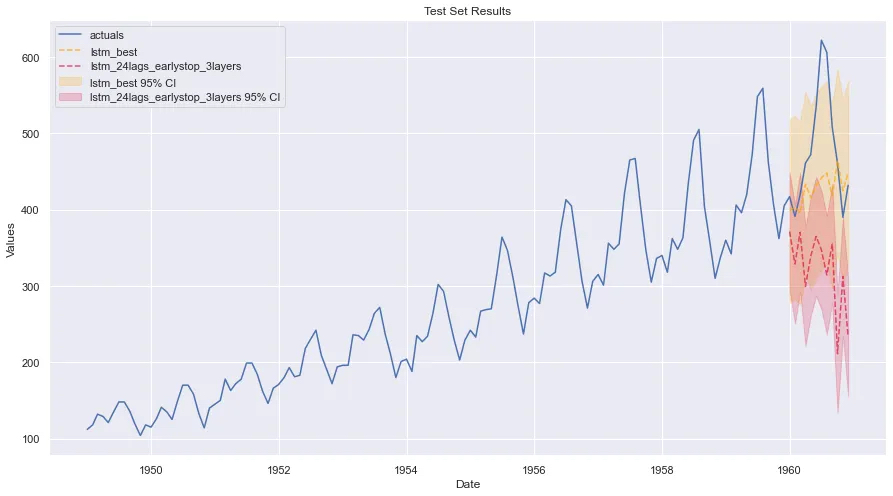 Test Set Results
actuals
lstm_best
lstm_24lags_earlystop_3layers
lstm_best 95% CI
lstm_24lags_earlystop_3layers 95% CI
600
500
400
300
200
100
Values
1950
1952
1954
1956
1958
1960
Date